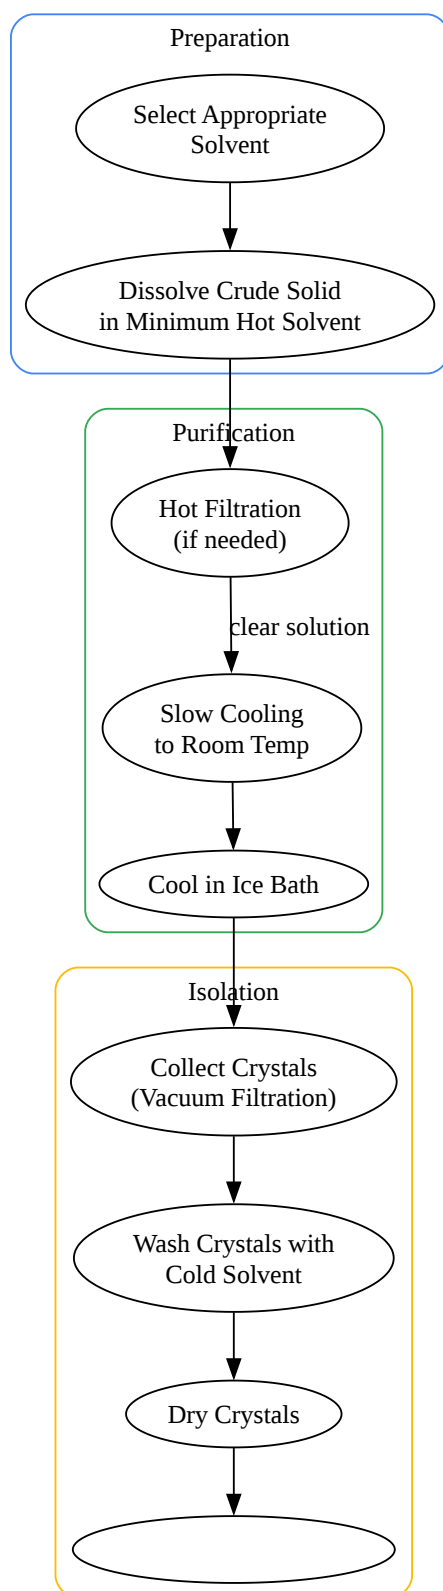 Preparation
Select Appropriate
Solvent
Dissolve Crude Solid
in Minimum Hot Solvent
Purification
Hot Filtration
(if needed)
clear solution
Slow Cooling
to Room Temp
Cool in Ice Bath
Isolation
Collect Crystals
(Vacuum Filtration)
Wash Crystals with
Cold Solvent
Dry Crystals